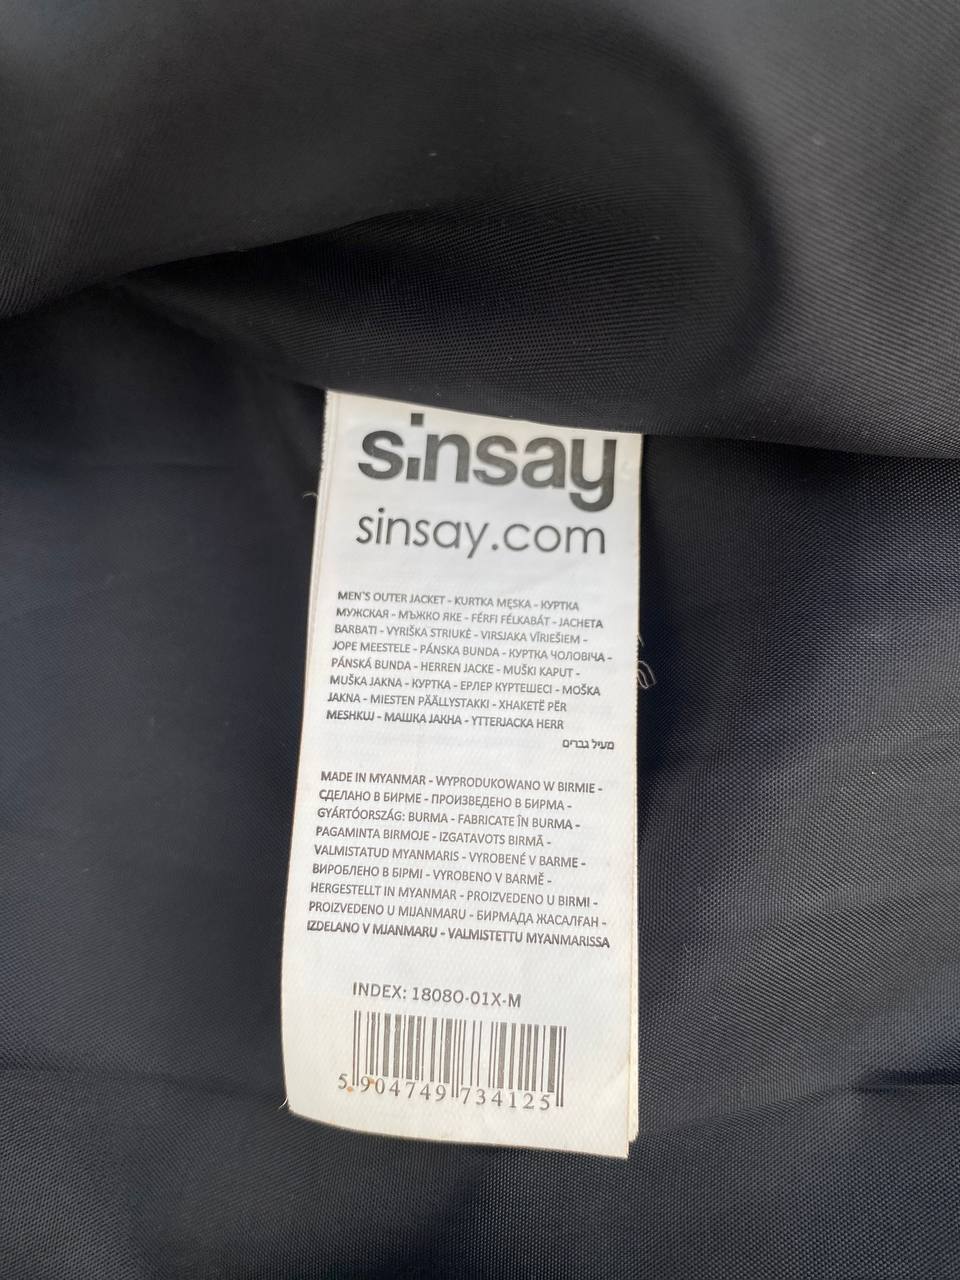 sinsay
sinsay.com
MEN'S OUTER JACKET - KURTKA MĘSKA - КУРТКА
МУЖСКАЯ - МЪЖКО ЯКЕ - FÉRFI FÉLKABÁT - JACHETA
BARBATI - VYRIŠKA STRIUKĖ - VIRSJAKA VĪRIEŠIEM -
JOPE MEESTELE - PÁNSKA BUNDA - КУРТКА ЧОЛОВІЧА -
PÁNSKÁ BUNDA - HERREN JACKE - MUŠKI KAPUT -
MUŠKA JAKNA - КУРТКА - ЕРЛЕР КҮРТЕШЕСІ - MOŠKA
JAKNA - MIESTEN PÄÄLLYSTAKKI - XHAKETË PËR
MESHKUJ - МАШКА ЈАКНА - YTTERJACKA HERR
מעיל גברים
MADE IN MYANMAR - WYPRODUKOWANO W BIRMIE -
СДЕЛАНО В БИРМЕ - ПРОИЗВЕДЕНО В БИРМА -
GYÁRTÓORSZÁG: BURMA - FABRICATE ÎN BURMA -
PAGAMINTA BIRMOJE - IZGATAVOTS BIRMĀ -
VALMISTATUD MYANMARIS - VYROBENÉ V BARME -
ВИРОБЛЕНО В БІРМІ - VYROBENO V BARMĚ -
HERGESTELLT IN MYANMAR - PROIZVEDENO U BIRMI -
PROIZVEDENO U MIJANMARU - БИРМАДА ЖАСАЛҒАН -
IZDELANO V MJANMARU - VALMISTETTU MYANMARISSA
INDEX: 18080-01X-M
5 904749 734125